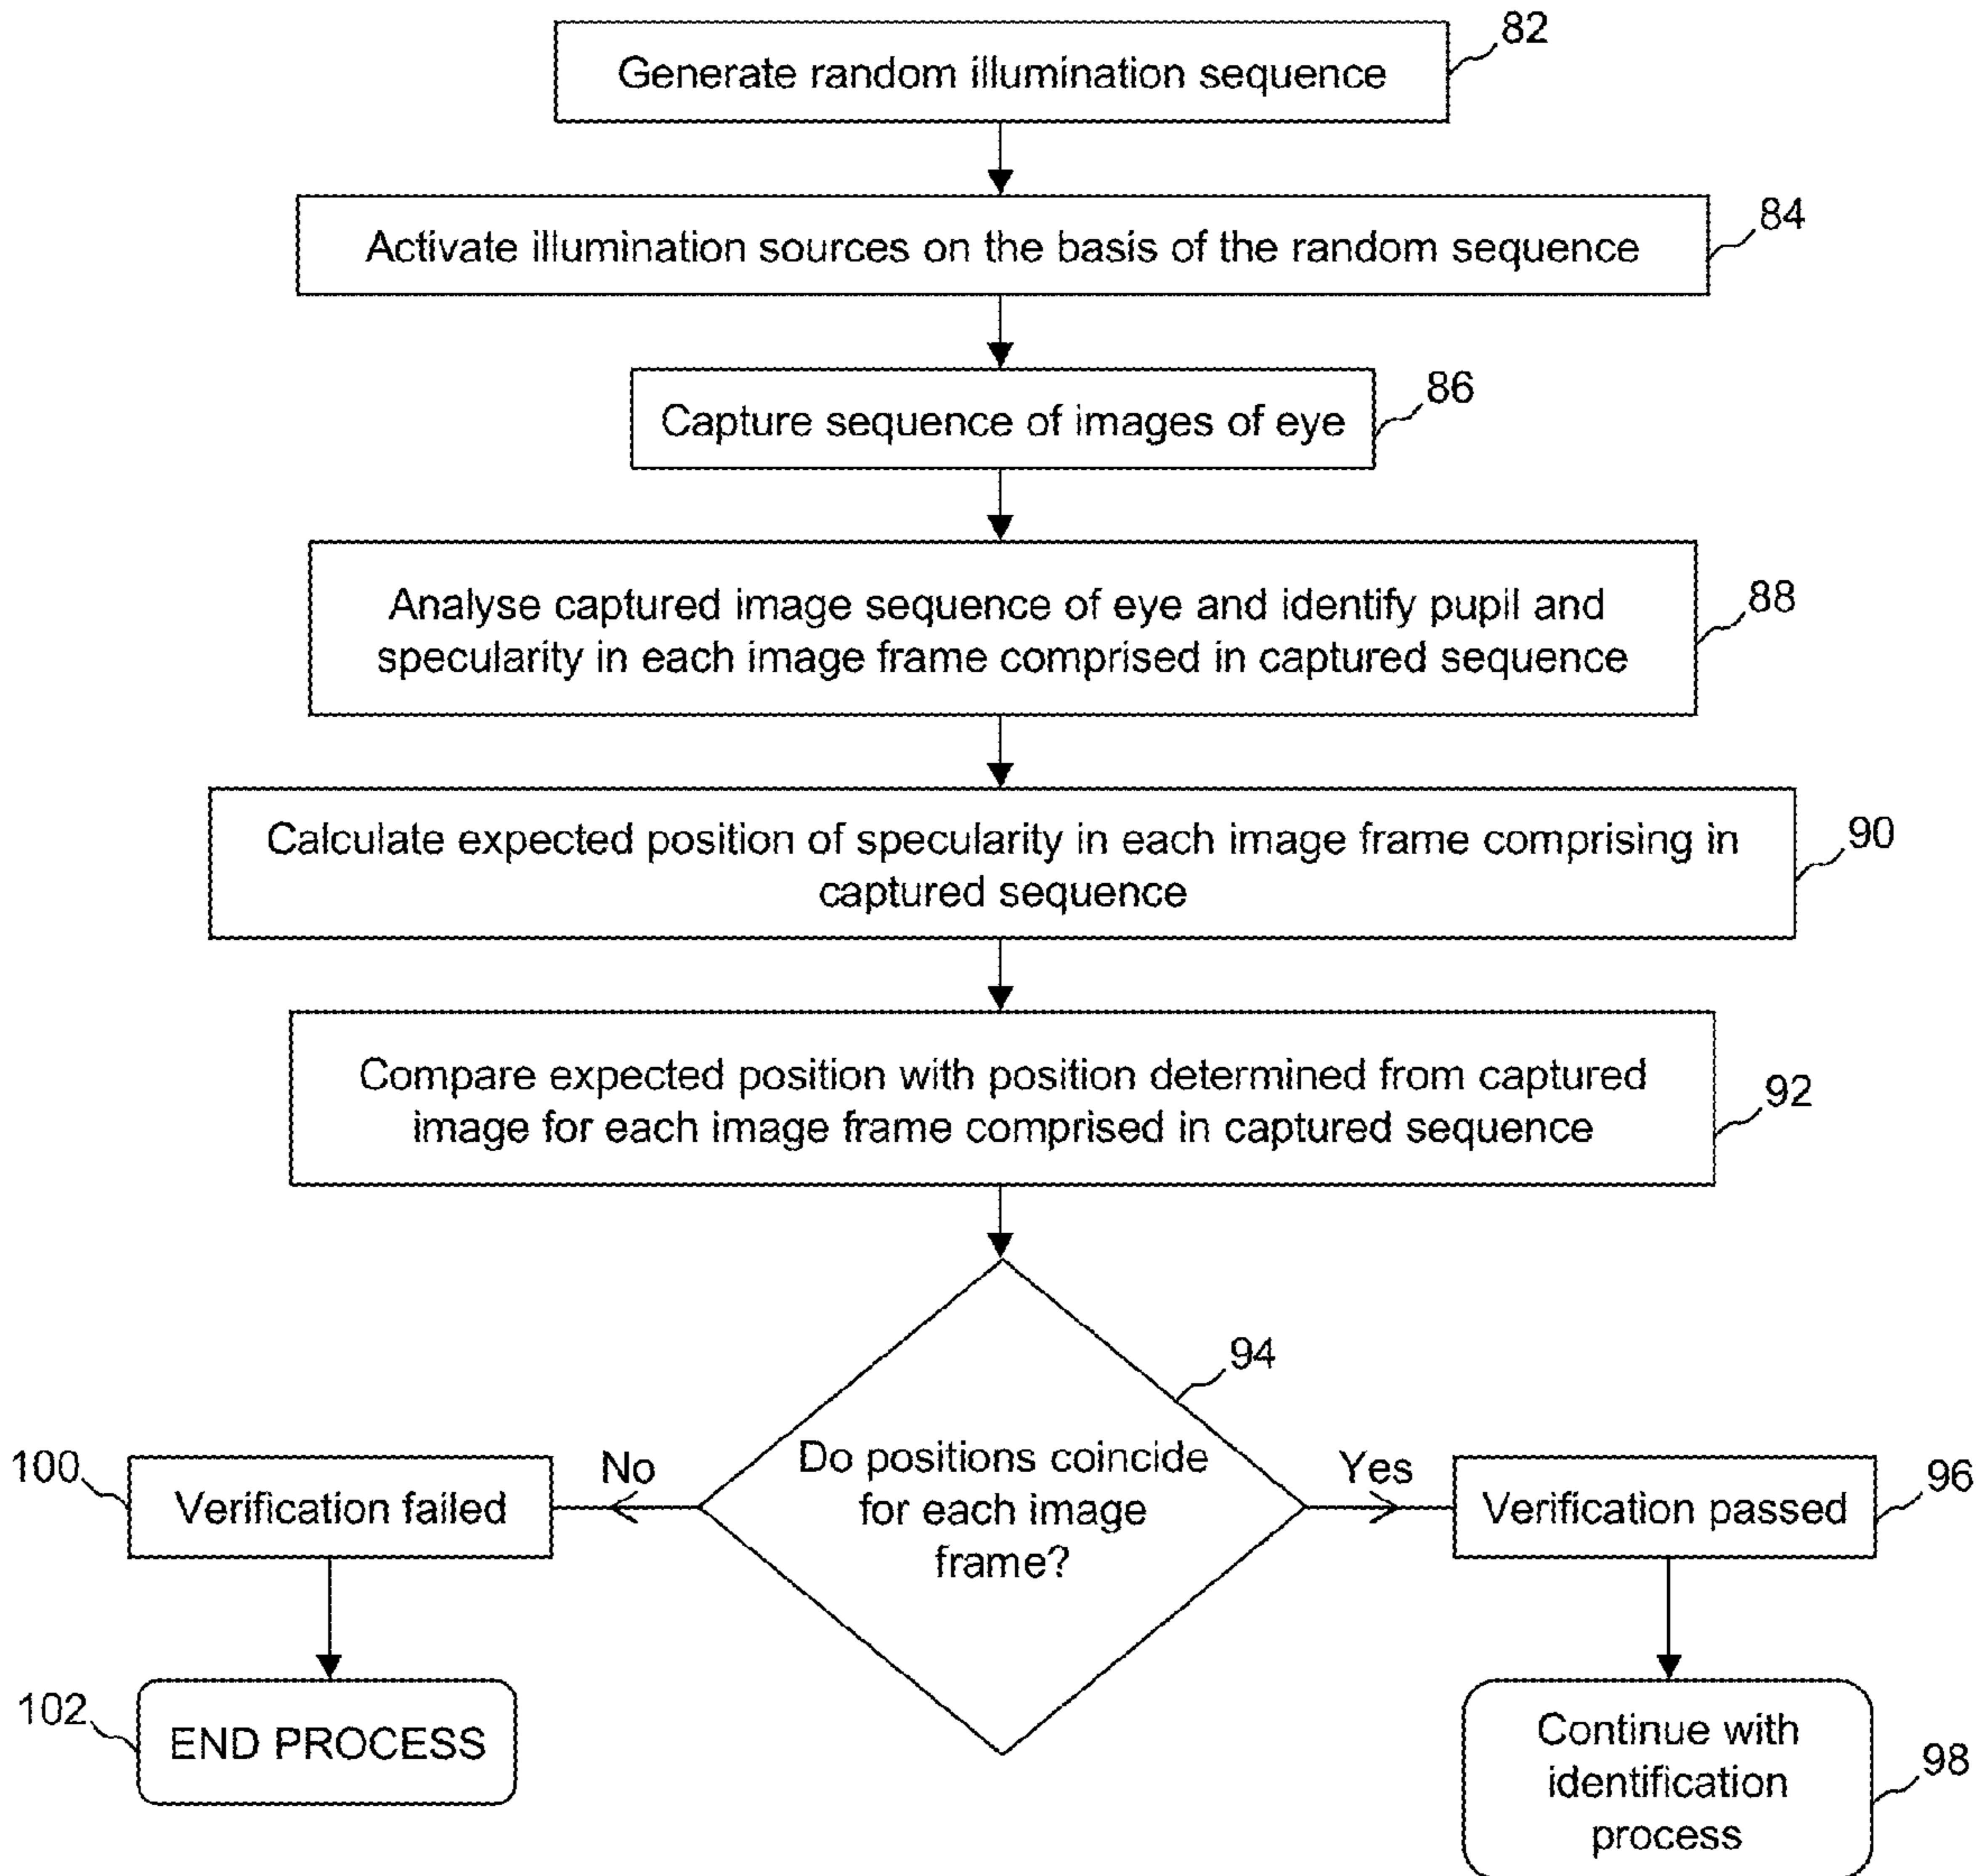 82
Generate random illumination sequence
84
Activate illumination sources on the basis of the random sequence
86
Capture sequence of images of eye
88
Analyse captured image sequence of eye and identify pupil and
specularity in each image frame comprised in captured sequence
90
Calculate expected position of specularity in each image frame comprising in
captured sequence
92
Compare expected position with position determined from captured
image for each image frame comprised in captured sequence
94
Do positions coincide
for each image
frame?
No
Yes
100
Verification failed
96
Verification passed
102
END PROCESS
98
Continue with
identification
process